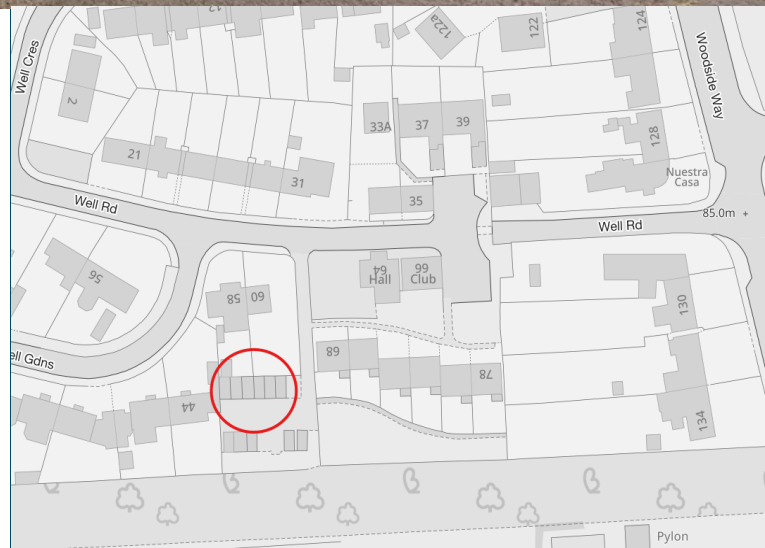 122a
122
124
Well Cres
2
33A
37
39
128
Woodside Way
21
31
35
Nuestra
Casa
Well Rd
85.0m +
Well Rd
56
64
Hall
66
Club
58
60
130
ell Gdns
68
78
44
134
Pylon